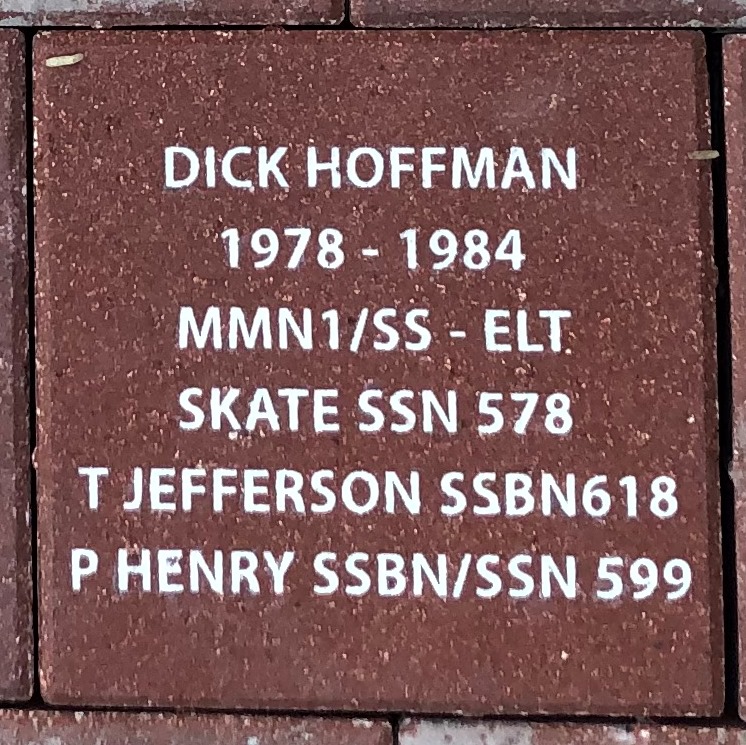 DICK HOFFMAN
1978 - 1984
MMN1/SS - ELT
SKATE SSN 578
T JEFFERSON SSBN618
P HENRY SSBN/SSN 599